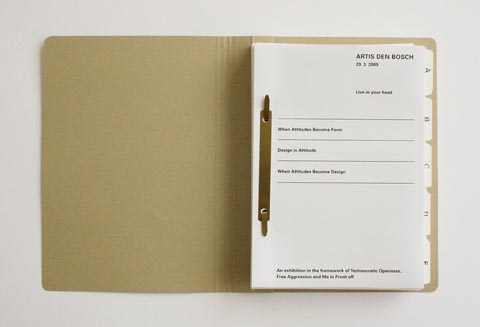 ARTIS DEN BOSCH
29. 3. 2009
Live in your head
When Attitudes Become Form
Design is Attitude
When Attitudes Become Design
An exhibition in the framework of Technocratic Openness,
Free Aggression and Me in Front off
A
B
C
D
E